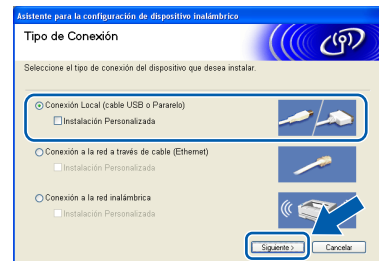 Asistente para la configuración de dispositivo inalámbrico
Tipo de Conexión
Seleccione el tipo de conexión del dispositivo que desea instalar.
Conexión Local (cable USB o Pararelo)
Instalación Personalizada
Conexión a la red a través de cable (Ethernet)
Instalación Personalizada
Conexión a la red inalámbrica
Instalación Personalizada
Siguiente > Cancelar